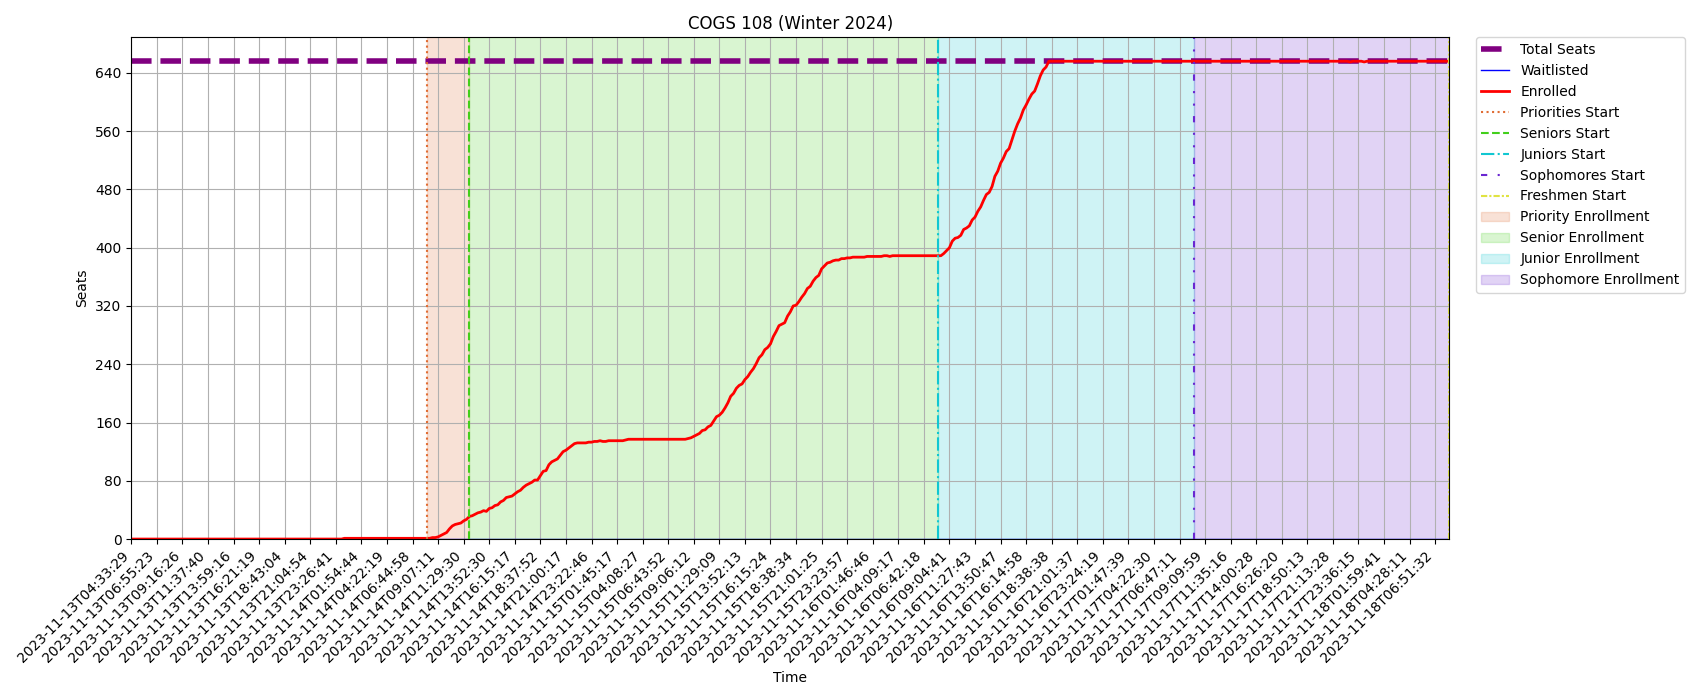 COGS 108 (Winter 2024)
Total Seats
Waitlisted
Enrolled
Priorities Start
Seniors Start
Juniors Start
Sophomores Start
Freshmen Start
Priority Enrollment
Senior Enrollment
Junior Enrollment
Sophomore Enrollment
Seats
640
560
480
400
320
240
160
80
0
2023-11-13T04:33:29
2023-11-13T06:55:23
2023-11-13T09:16:26
2023-11-13T11:37:40
2023-11-13T13:59:16
2023-11-13T16:21:19
2023-11-13T18:43:04
2023-11-13T21:04:54
2023-11-13T23:26:41
2023-11-14T01:54:44
2023-11-14T04:22:19
2023-11-14T06:44:58
2023-11-14T09:07:11
2023-11-14T11:29:30
2023-11-14T13:52:30
2023-11-14T16:15:17
2023-11-14T18:37:52
2023-11-14T21:00:17
2023-11-14T23:22:46
2023-11-15T01:45:17
2023-11-15T04:08:27
2023-11-15T06:43:52
2023-11-15T09:06:12
2023-11-15T11:29:09
2023-11-15T13:52:13
2023-11-15T16:15:24
2023-11-15T18:38:34
2023-11-15T21:01:25
2023-11-15T23:23:57
2023-11-16T01:46:46
2023-11-16T04:09:17
2023-11-16T06:42:18
2023-11-16T09:04:41
2023-11-16T11:27:43
2023-11-16T13:50:47
2023-11-16T16:14:58
2023-11-16T18:38:38
2023-11-16T21:01:37
2023-11-16T23:24:19
2023-11-17T01:47:39
2023-11-17T04:22:30
2023-11-17T06:47:11
2023-11-17T09:09:59
2023-11-17T11:35:16
2023-11-17T14:00:28
2023-11-17T16:26:20
2023-11-17T18:50:13
2023-11-17T21:13:28
2023-11-17T23:36:15
2023-11-18T01:59:41
2023-11-18T04:28:11
2023-11-18T06:51:32
Time